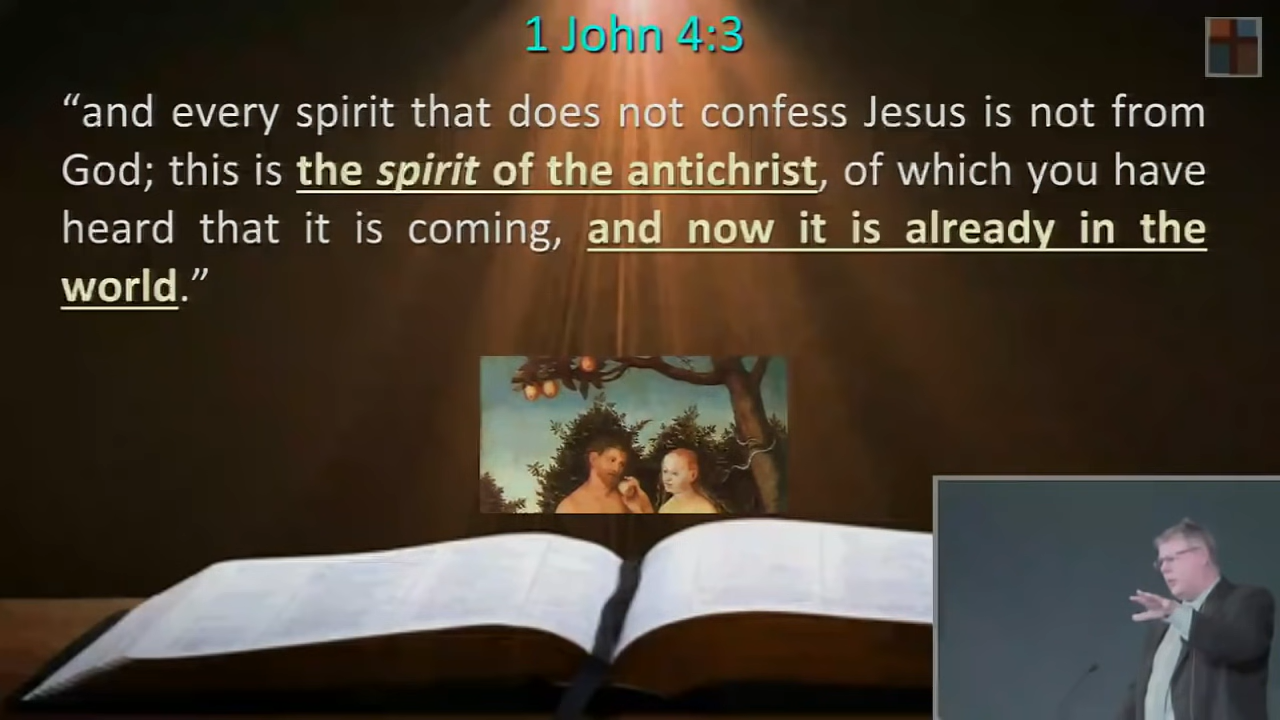 1 John 4:3
“and every spirit that does not confess Jesus is not from
God; this is the spirit of the antichrist, of which you have
heard that it is coming, and now it is already in the
world.”